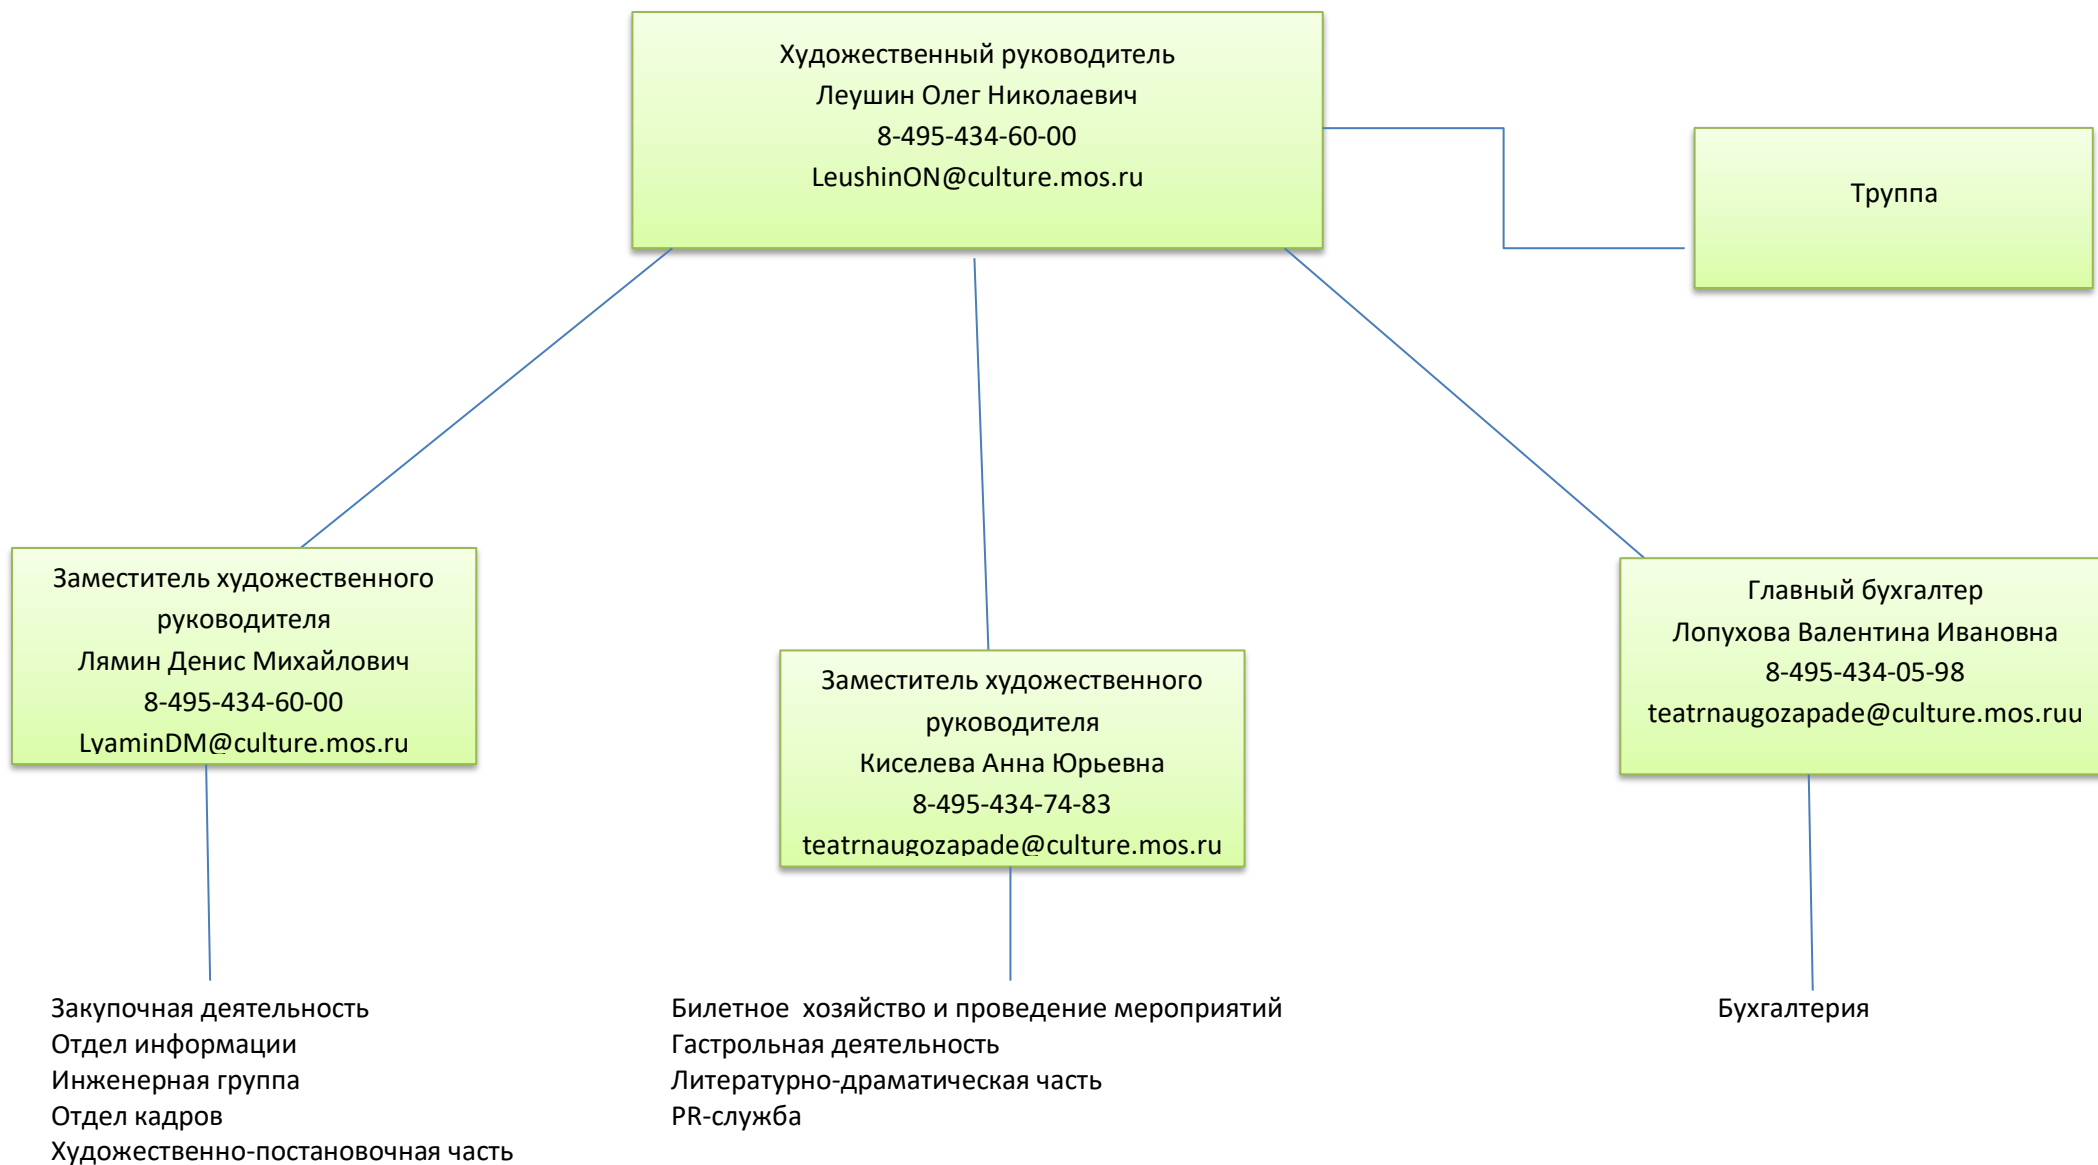 Художественный руководитель
Леушин Олег Николаевич
8-495-434-60-00
LeushinON@culture.mos.ru
Труппа
Заместитель художественного
руководителя
Лямин Денис Михайлович
8-495-434-60-00
LyaminDM@culture.mos.ru
Заместитель художественного
руководителя
Киселева Анна Юрьевна
8-495-434-74-83
teatrnaugozapade@culture.mos.ru
Главный бухгалтер
Лопухова Валентина Ивановна
8-495-434-05-98
teatrnaugozapade@culture.mos.ruu
Закупочная деятельность
Отдел информации
Инженерная группа
Отдел кадров
Художественно-постановочная часть
Билетное  хозяйство и проведение мероприятий
Гастрольная деятельность
Литературно-драматическая часть
PR-служба
Бухгалтерия